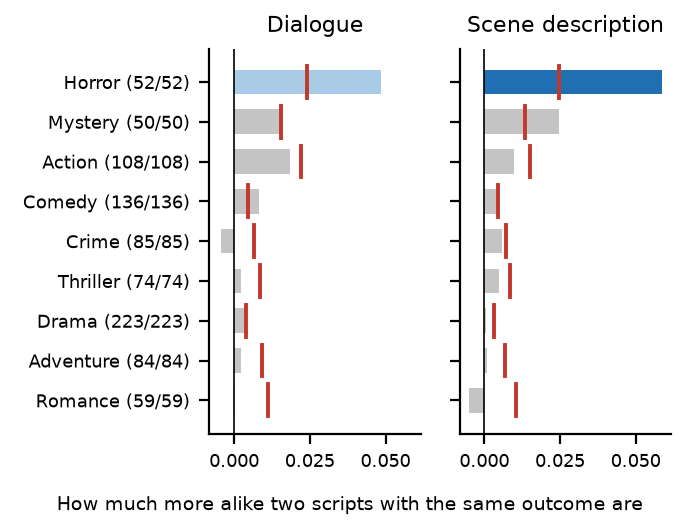 Dialogue
Scene description
Horror (52/52)
Mystery (50/50)
Action (108/108)
Comedy (136/136)
Crime (85/85)
Thriller (74/74)
Drama (223/223)
Adventure (84/84)
Romance (59/59)
0.000 0.025 0.050
0.000 0.025 0.050
How much more alike two scripts with the same outcome are